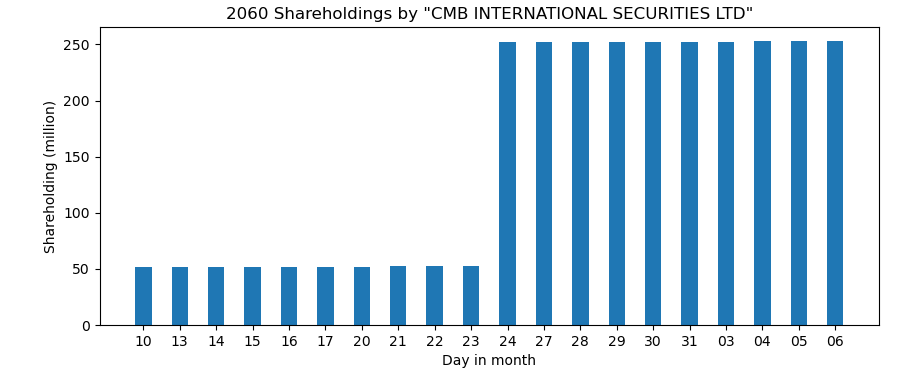 2060 Shareholdings by "CMB INTERNATIONAL SECURITIES LTD"
250
200
150
100
50
0
Shareholding (million)
10 13 14 15 16 17 20 21 22 23 24 27 28 29 30 31 03 04 05 06
Day in month